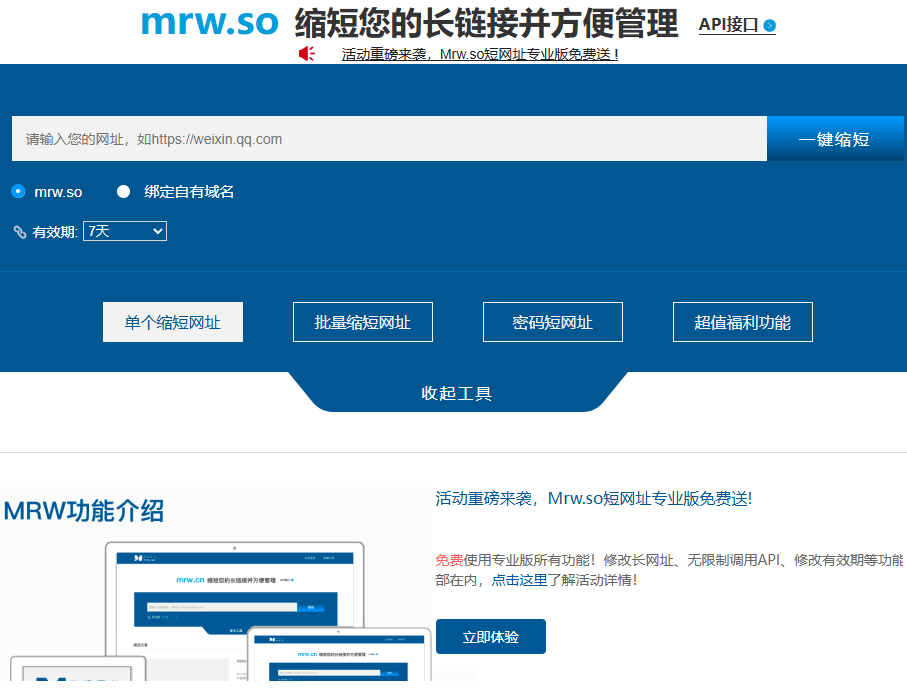 mrw.so 缩短您的长链接并方便管理 API接口
活动重磅来袭，Mrw.so短网址专业版免费送！
请输入您的网址，如https://weixin.qq.com 一键缩短
mrw.so 绑定自有域名
有效期: 7天
单个缩短网址 批量缩短网址 密码短网址 超值福利功能
收起工具
活动重磅来袭，Mrw.so短网址专业版免费送!
MRW功能介绍
免费使用专业版所有功能！修改长网址、无限制调用API、修改有效期等功能
部在内，点击这里了解活动详情!
mrw.cn 缩短您的长链接并方便管理
立即体验
mrw.cn 缩短您的长链接并方便管理